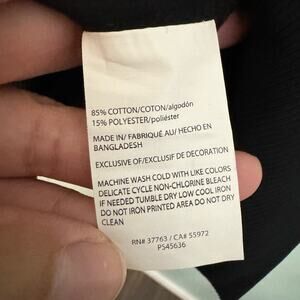 85% COTTON/COTON/algodón
15% POLYESTER/poliéster
MADE IN/ FABRIQUÉ AU/ HECHO EN
BANGLADESH
EXCLUSIVE OF/EXCLUSIF DE DECORATION
MACHINE WASH COLD WITH LIKE COLORS
DELICATE CYCLE NON-CHLORINE BLEACH
IF NEEDED TUMBLE DRY LOW COOL IRON
DO NOT IRON PRINTED AREA DO NOT DRY
CLEAN
RN# 37763 / CA# 55972
PS45636